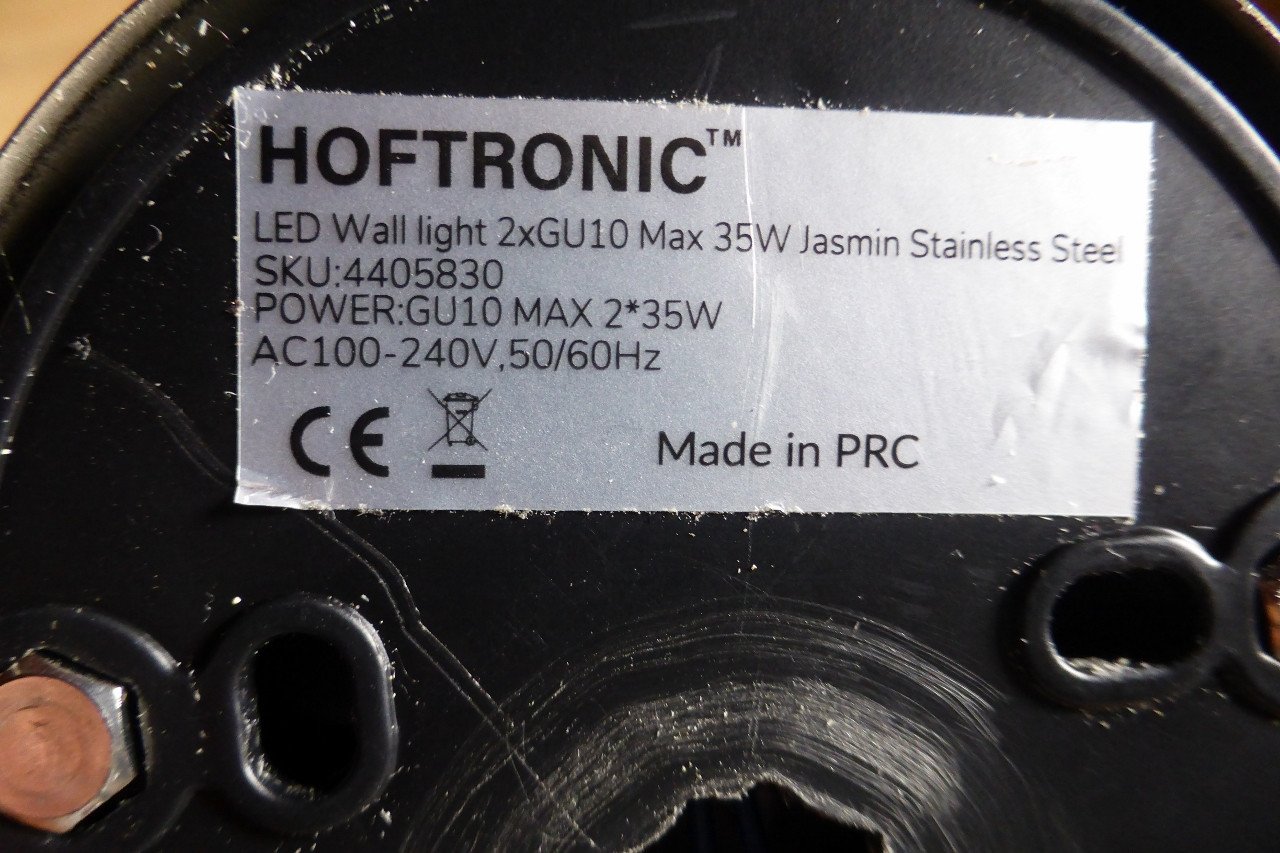 HOFTRONIC™
LED Wall light 2xGU10 Max 35W Jasmin Stainless Steel
SKU:4405830
POWER:GU10 MAX 2*35W
AC100-240V,50/60Hz
CE
Made in PRC